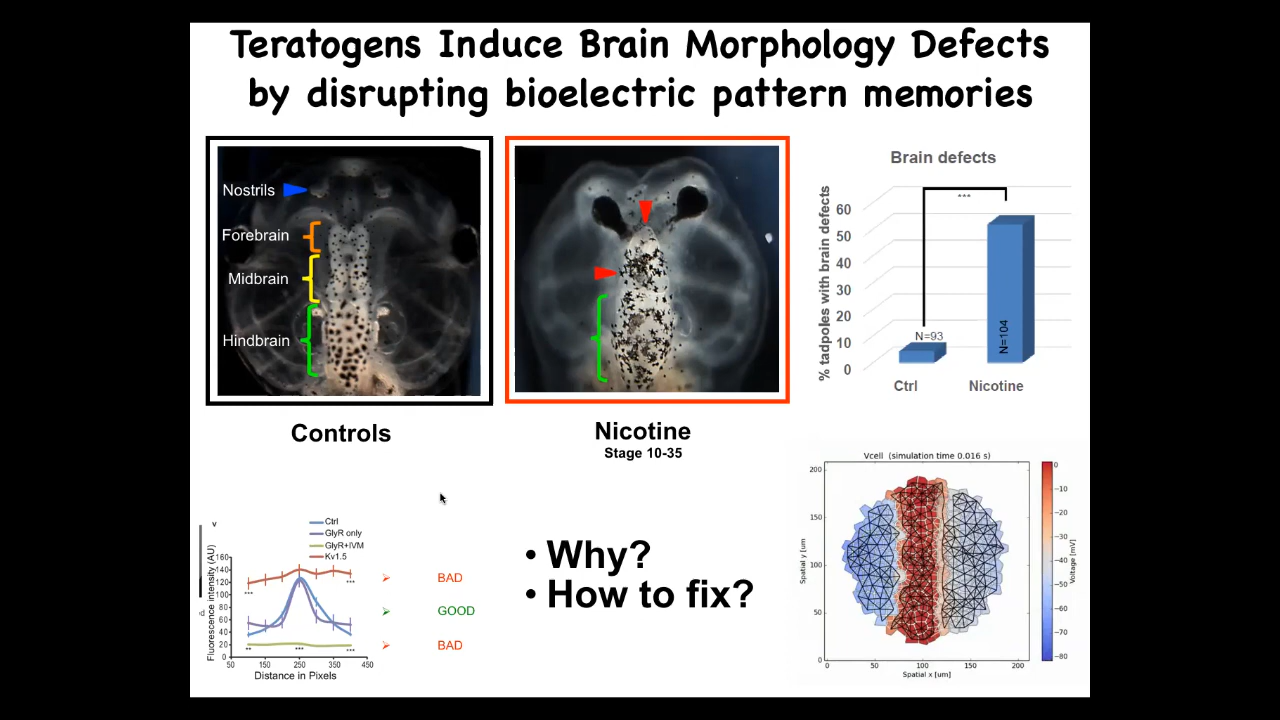 Teratogens Induce Brain Morphology Defects
by disrupting bioelectric pattern memories
Nostrils
Forebrain
Midbrain
Hindbrain
Controls
Nicotine
Stage 10-35
Brain defects
% tadpoles with brain defects
60
50
40
30
20
10
0
***
N=93
N=104
Ctrl
Nicotine
Ctrl
GlyR only
GlyR+IVM
Kv1.5
Fluorescence intensity (AU)
160
140
120
100
80
60
40
20
0
***
***
**
***
***
50
150
250
350
450
Distance in Pixels
BAD
GOOD
BAD
• Why?
• How to fix?
Vcell (simulation time 0.016 s)
Spatial y [um
200
150
100
50
0
0
50
100
150
200
Spatial x [um]
0
−10
−20
−30
−40
−50
−60
−70
−80
Voltage [mV]